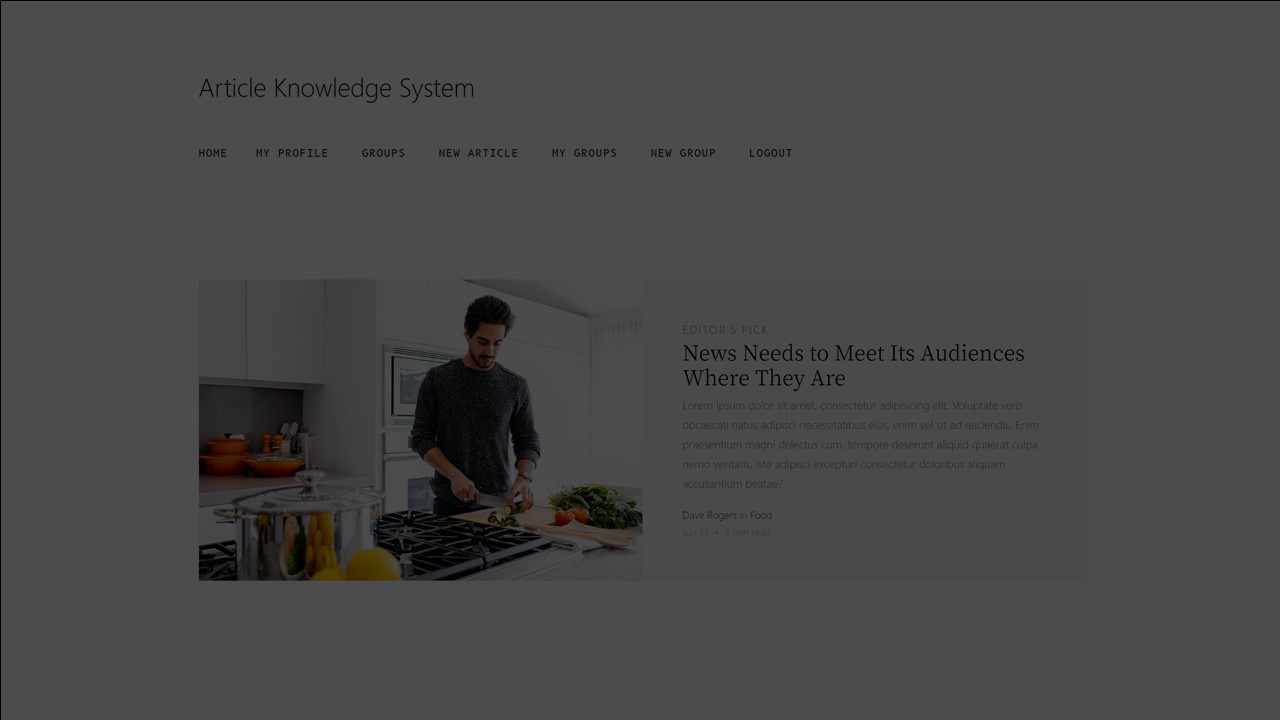 Article Knowledge System
HOME MY PROFILE GROUPS NEW ARTICLE MY GROUPS NEW GROUP LOGOUT
EDITOR'S PICK
News Needs to Meet Its Audiences
Where They Are
Lorem ipsum dolor sit amet, consectetur adipisicing elit. Voluptate vero
obcaecati natus adipisci necessitatibus eius, enim vel sit ad reiciendis. Enim
praesentium magni delectus cum, tempore deserunt aliquid quaerat culpa
nemo veritatis, iste adipisci excepturi consectetur doloribus aliquam
accusantium beatae?
Dave Rogers in Food
Jun 14 • 3 min read